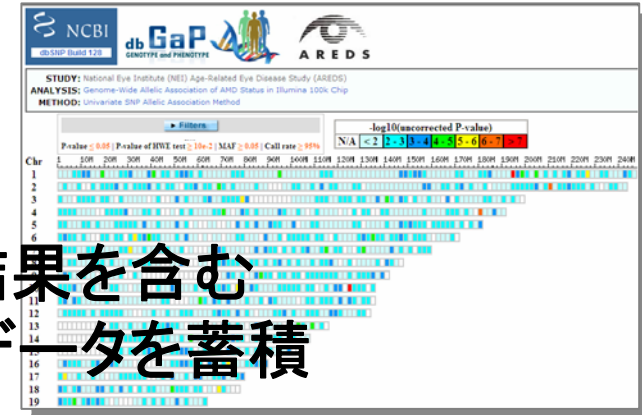 NCBI
dbSNP Build 128
db GaP
GENOTYPE and PHENOTYPE
AREDS
STUDY: National Eye Institute (NEI) Age-Related Eye Disease Study (AREDS)
ANALYSIS: Genome-Wide Allelic Association of AMD Status in Illumina 100k Chip
METHOD: Univariate SNP Allelic Association Method
Filters
P-value ≤ 0.05 | P-value of HWE test ≥ 10e-2 | MAF ≥ 0.05 | Call rate ≥ 95%
-log10(uncorrected P-value)
N/A < 2 2 - 3 3 - 4 4 - 5 5 - 6 6 - 7 > 7
Chr 1 10M 20M 30M 40M 50M 60M 70M 80M 90M 100M 110M 120M 130M 140M 150M 160M 170M 180M 190M 200M 210M 220M 230M 240M
1
2
3
4
5
6
結果を含む
11
12
13
データを蓄積
16
17
18
19